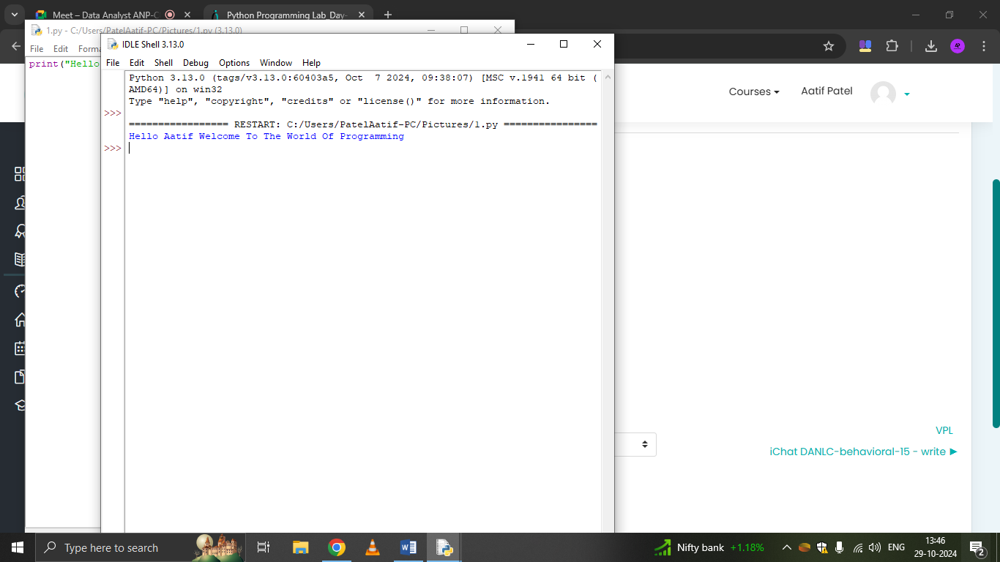 Meet – Data Analyst ANP-C
Python Programming Lab_Day-
1.py - C:/Users/PatelAatif-PC/Pictures/1.py (3.13.0)
File Edit Forma
print("Hello
IDLE Shell 3.13.0
File Edit Shell Debug Options Window Help
Python 3.13.0 (tags/v3.13.0:60403a5, Oct  7 2024, 09:38:07) [MSC v.1941 64 bit (
AMD64)] on win32
Type "help", "copyright", "credits" or "license()" for more information.
>>>
================= RESTART: C:/Users/PatelAatif-PC/Pictures/1.py ================
Hello Aatif Welcome To The World Of Programming
>>>
Courses
Aatif Patel
VPL
iChat DANLC-behavioral-15 - write ►
Type here to search
Nifty bank +1.18%
ENG
13:46
29-10-2024
2